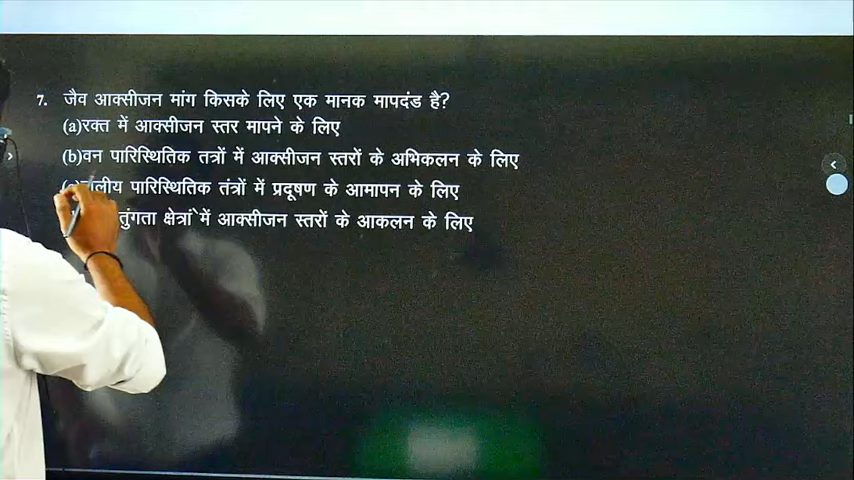 7. जैव आक्सीजन मांग किसके लिए एक मानक मापदंड है?
(a)रक्त में आक्सीजन स्तर मापने के लिए
(b)वन पारिस्थितिक तत्रों में आक्सीजन स्तरों के अभिकलन के लिए
पारिस्थितिक तंत्रों में प्रदूषण के आमापन के लिए
क्षेत्रां में आक्सीजन स्तरों के आकलन के लिए